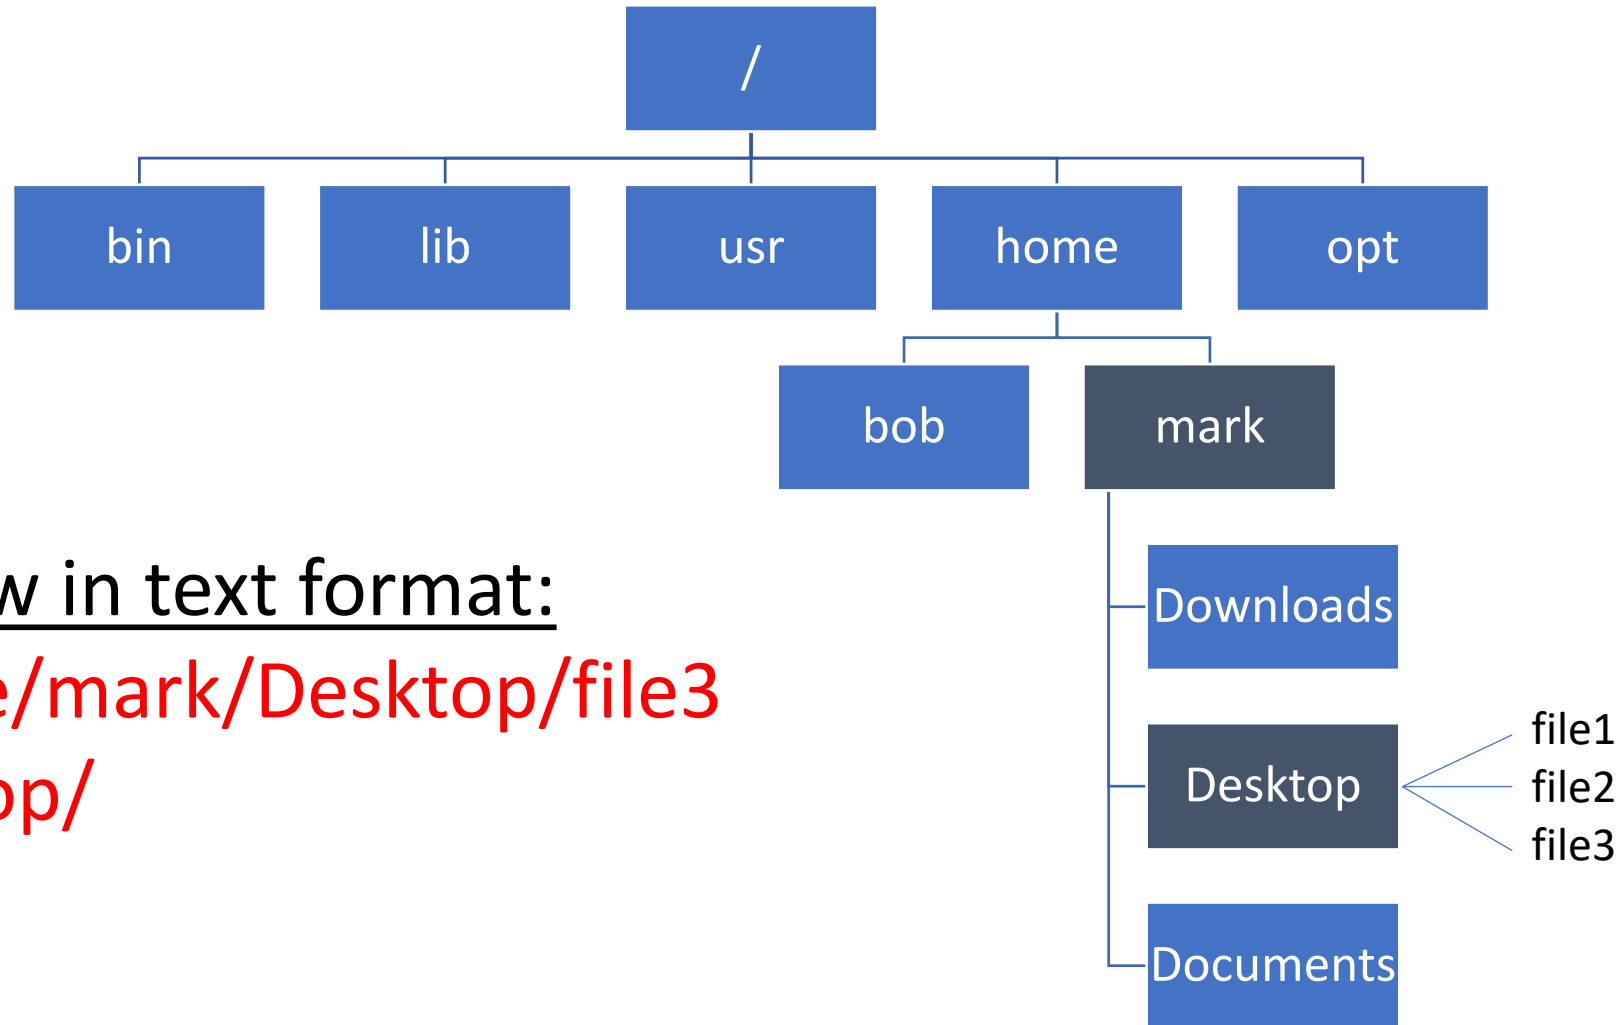 /
bin lib usr home opt
bob mark
w in text format:
Downloads
e/mark/Desktop/file3
file1
Desktop
file2
op/
file3
Documents